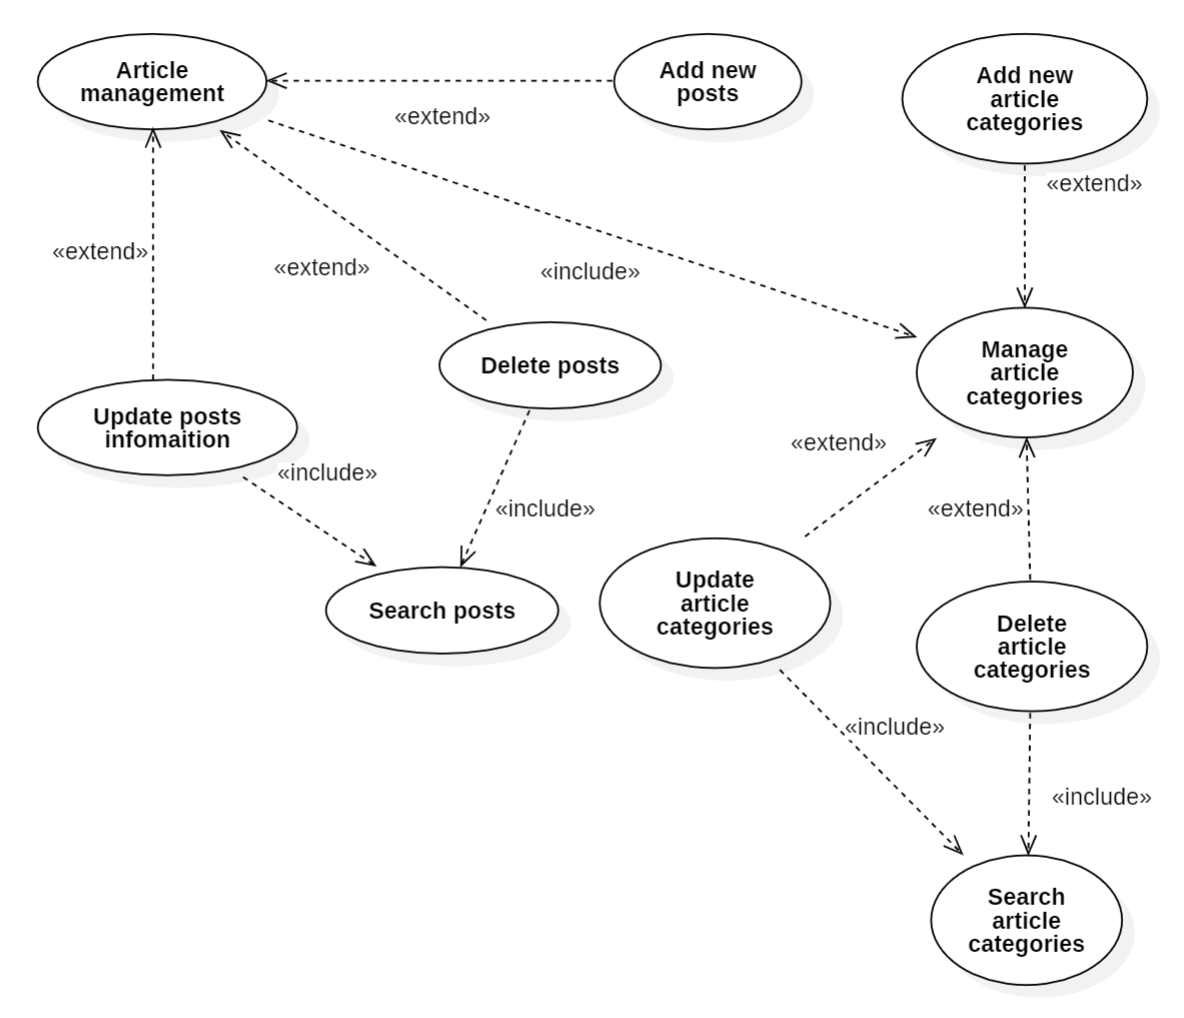 Article
management
Add new
posts
Add new
article
categories
«extend»
«extend»
«extend»
«extend»
«include»
Manage
article
categories
Delete posts
Update posts
infomaition
«include»
«extend»
«include»
«extend»
Search posts
Update
article
categories
Delete
article
categories
«include»
«include»
Search
article
categories